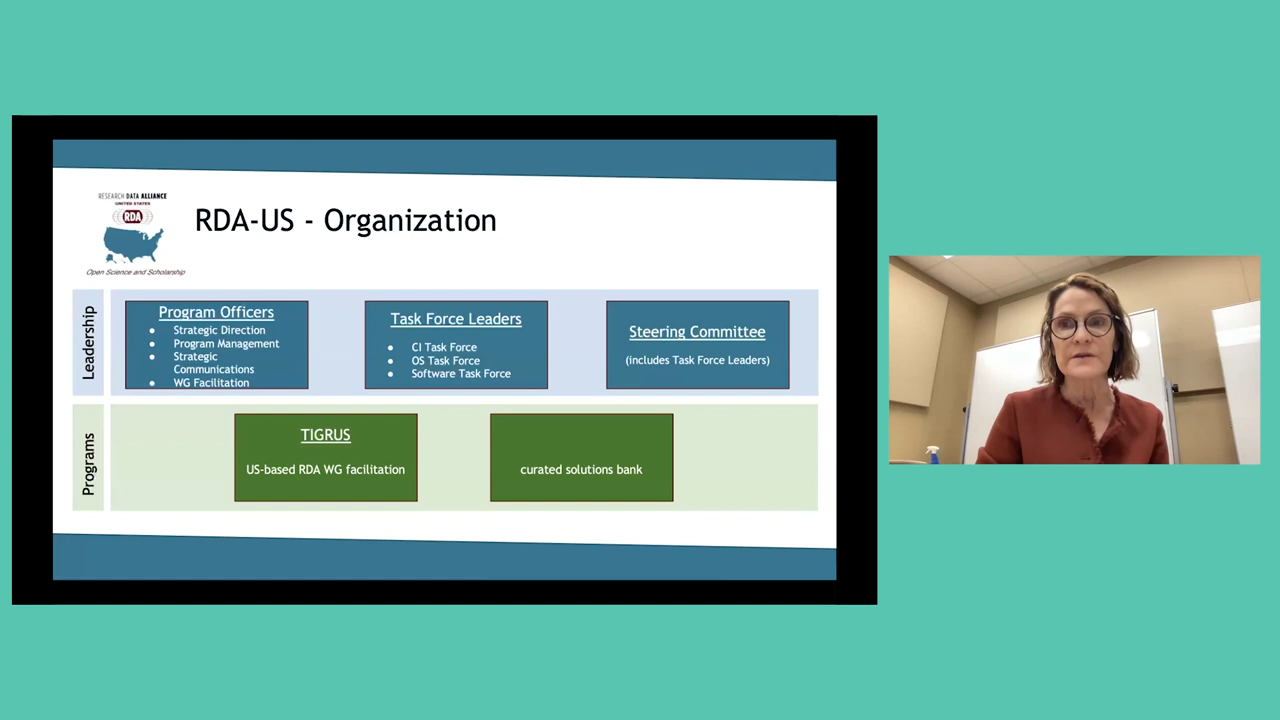 RESEARCH DATA ALLIANCE
UNITED STATES
RDA
Open Science and Scholarship
RDA-US - Organization
Leadership
Program Officers
● Strategic Direction
● Program Management
● Strategic
Communications
● WG Facilitation
Task Force Leaders
● CI Task Force
● OS Task Force
● Software Task Force
Steering Committee
(includes Task Force Leaders)
Programs
TIGRUS
US-based RDA WG facilitation
curated solutions bank